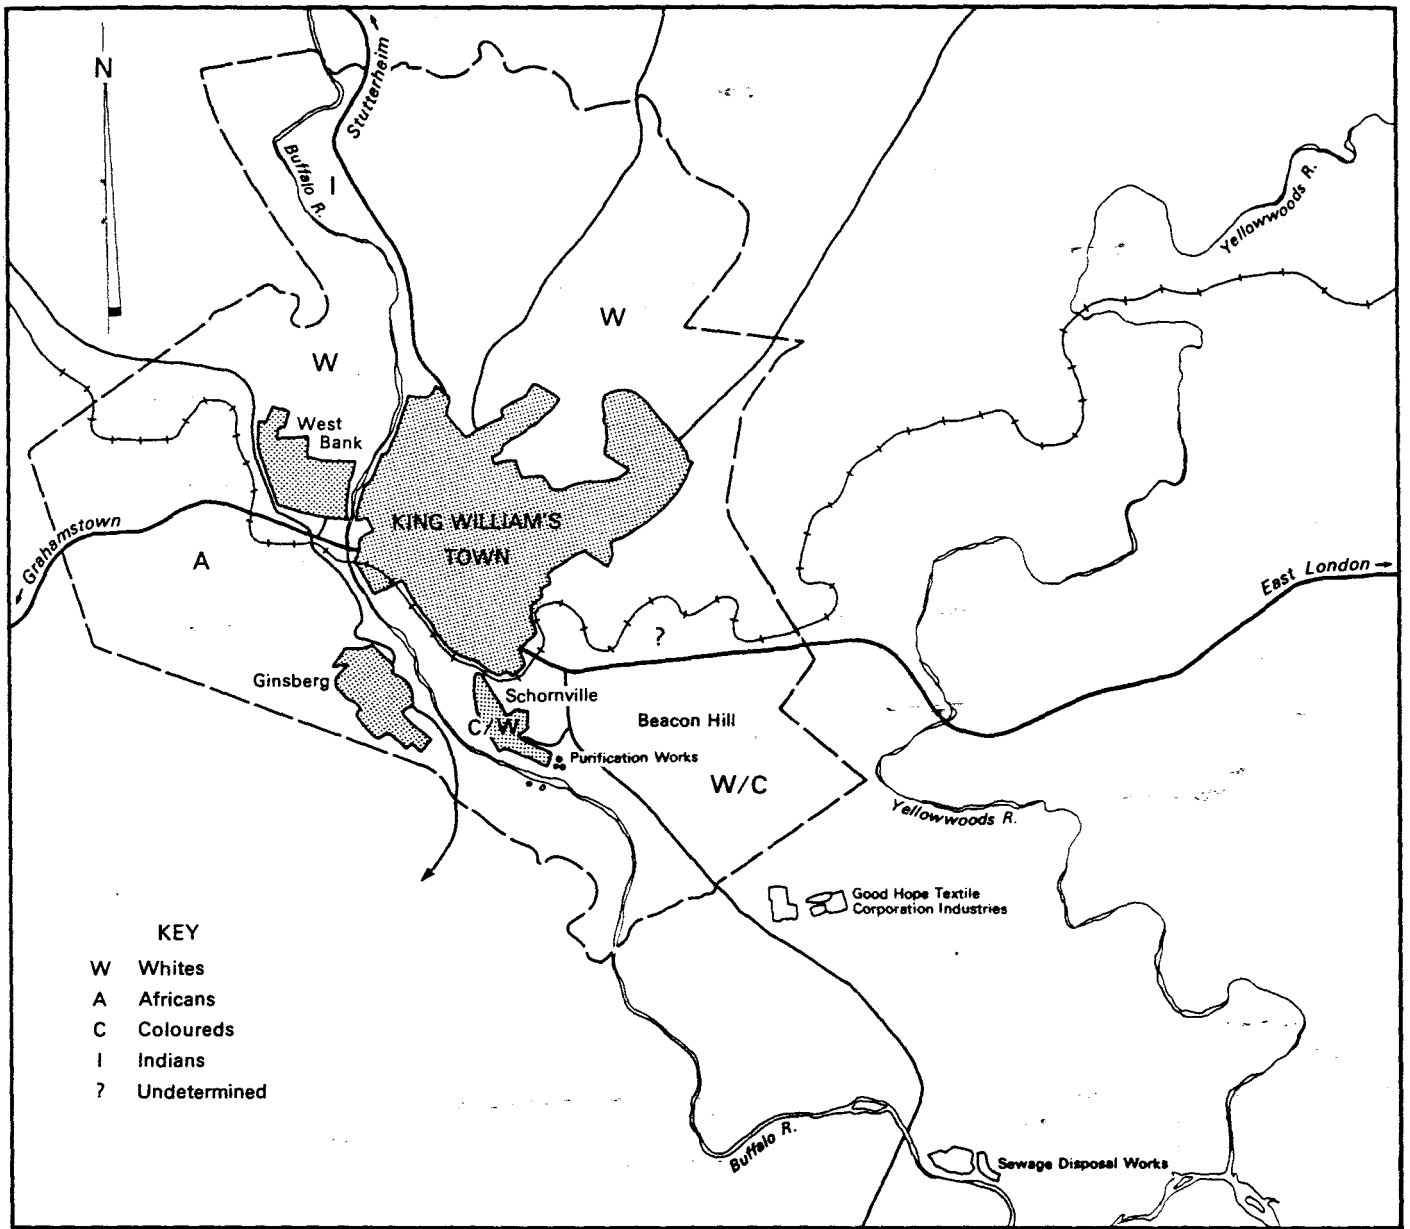 N
Stutterheim
Buffalo R.
I
Yellowwoods R.
W
W
West
Bank
KING WILLIAM'S
TOWN
Grahamstown
A
East London
?
Ginsberg
Schornville
C/W
Beacon Hill
Purification Works
W/C
Yellowwoods R.
Good Hope Textile
Corporation Industries
KEY
W Whites
A Africans
C Coloureds
I Indians
? Undetermined
Buffalo R.
Sewage Disposal Works